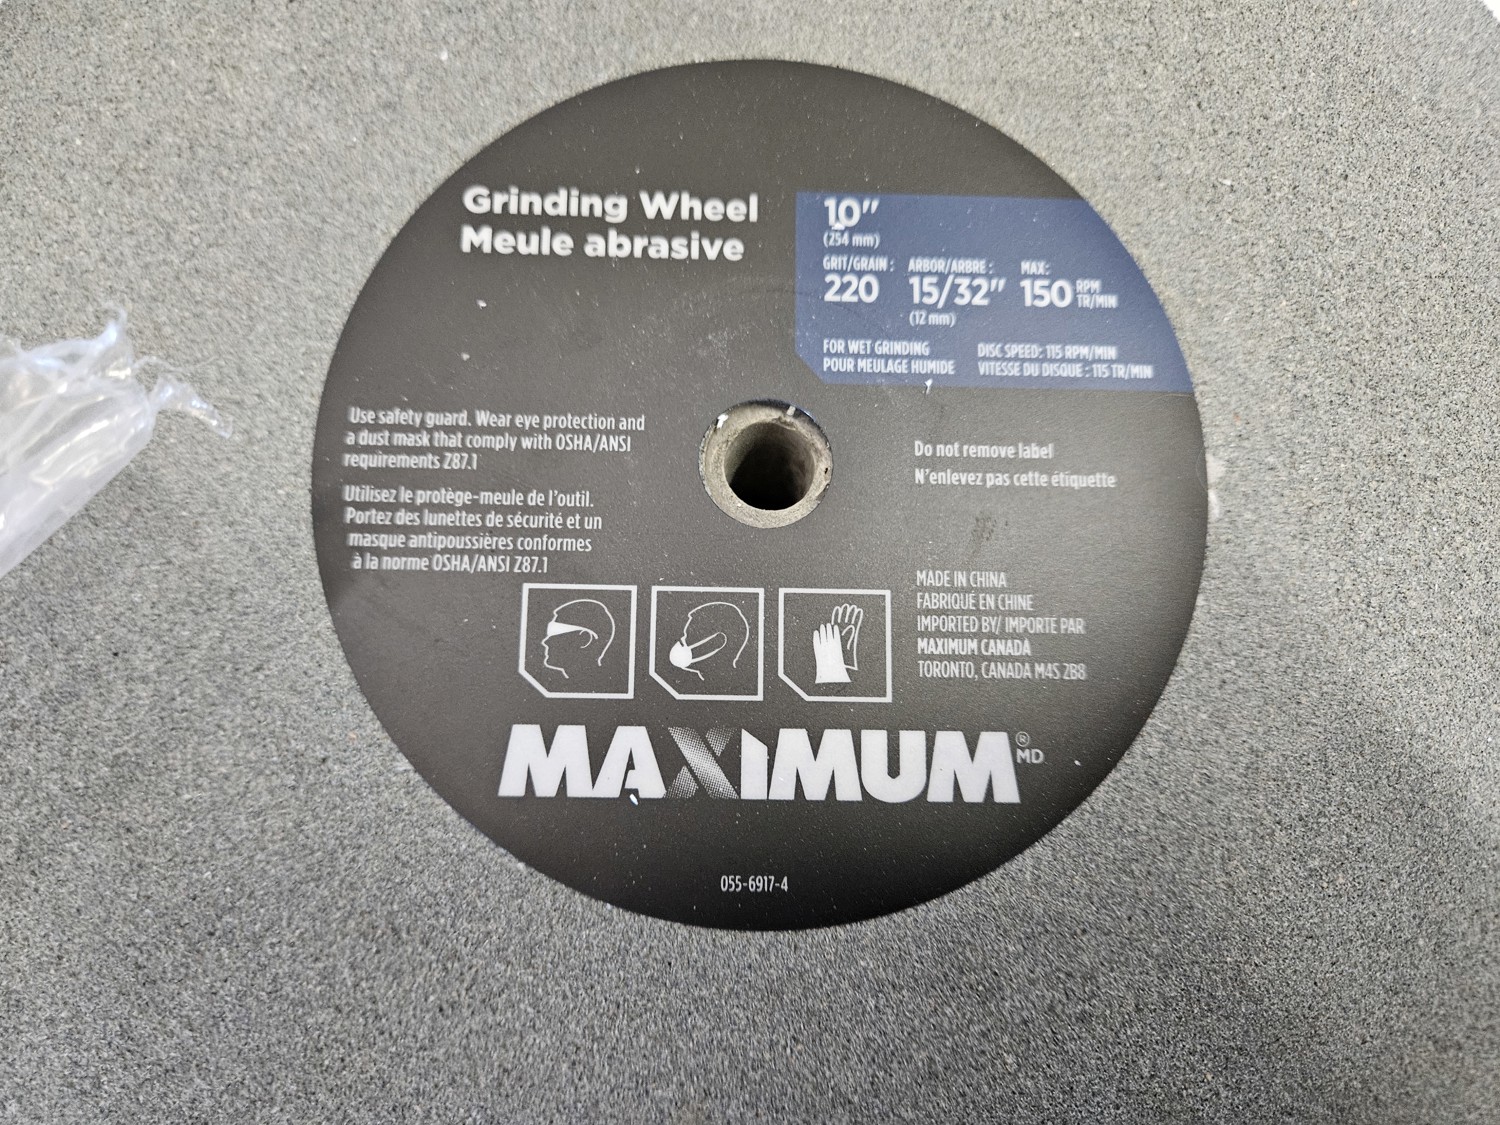 Grinding Wheel
Meule abrasive
10"
(254 mm)
GRIT/GRAIN : ARBOR/ARBRE : MAX:
220 15/32" 150 RPM TR/MIN
(12 mm)
FOR WET GRINDING DISC SPEED: 115 RPM/MIN
POUR MEULAGE HUMIDE VITESSE DU DISQUE : 115 TR/MIN
Use safety guard. Wear eye protection and
a dust mask that comply with OSHA/ANSI
requirements Z87.1
Utilisez le protège-meule de l'outil.
Portez des lunettes de sécurité et un
masque antipoussières conformes
à la norme OSHA/ANSI Z87.1
Do not remove label
N'enlevez pas cette étiquette
MADE IN CHINA
FABRIQUÉ EN CHINE
IMPORTED BY/ IMPORTÉ PAR
MAXIMUM CANADA
TORONTO, CANADA M4S 2B8
MAXIMUM ® MD
055-6917-4